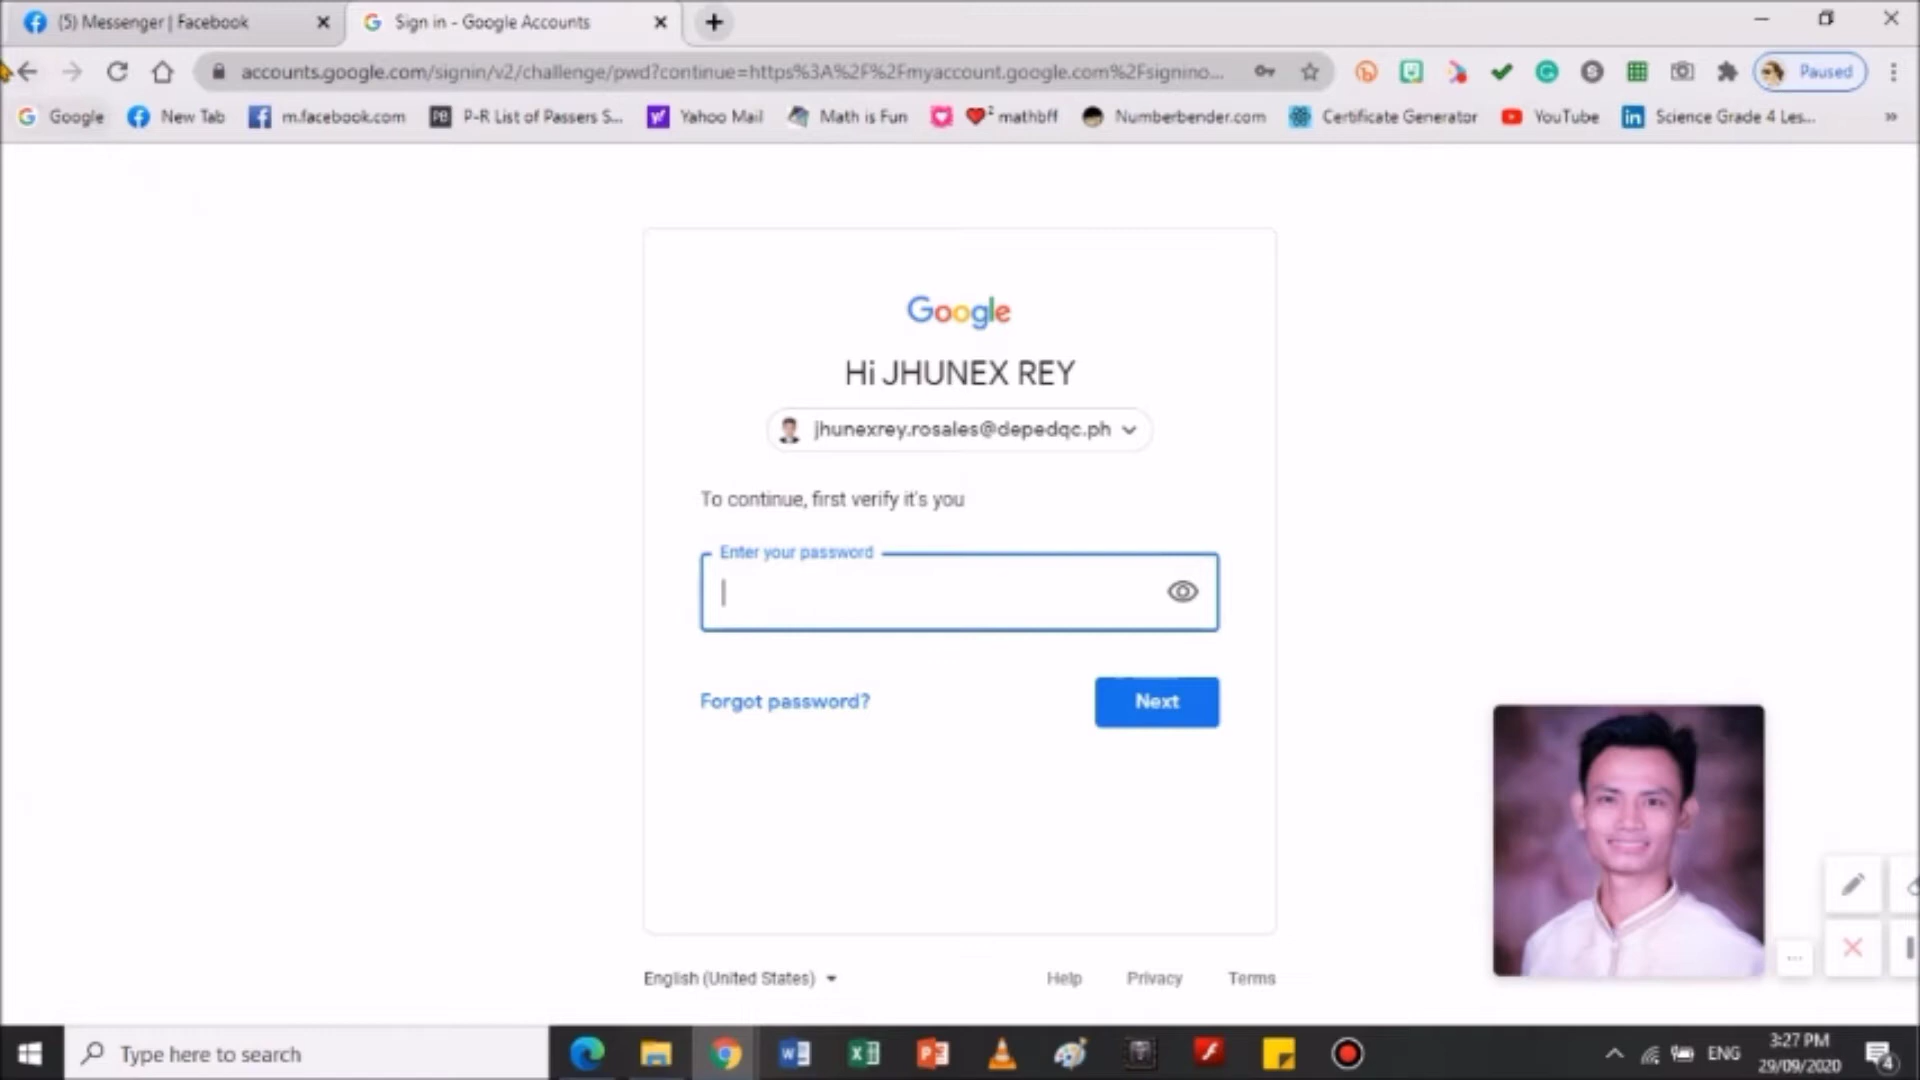 (5) Messenger | Facebook
Sign in - Google Accounts
accounts.google.com/signin/v2/challenge/pwd?continue=https%3A%2F%2Fmyaccount.google.com%2Fsignino...
Paused
Google
New Tab
m.facebook.com
P-R List of Passers S...
Yahoo Mail
Math is Fun
mathbff
Numberbender.com
Certificate Generator
YouTube
Science Grade 4 Les...
Google
Hi JHUNEX REY
jhunexrey.rosales@depedqc.ph
To continue, first verify it's you
Enter your password
Forgot password?
Next
English (United States)
Help
Privacy
Terms
Type here to search
ENG
3:27 PM
29/09/2020
4